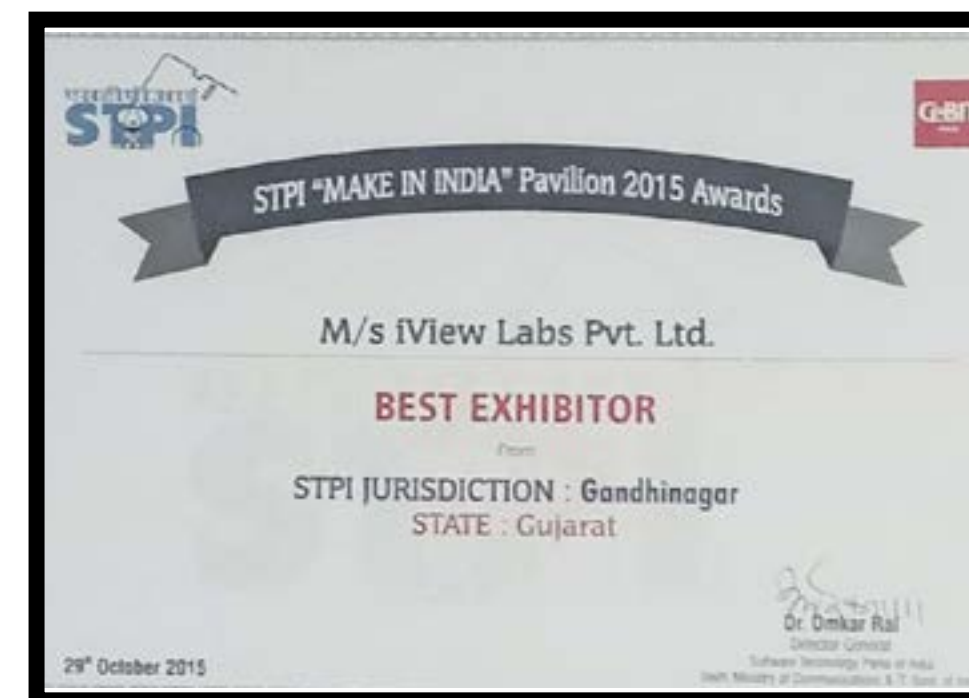 STPI
CeBIT
STPI "MAKE IN INDIA" Pavilion 2015 Awards
M/s iView Labs Pvt. Ltd.
BEST EXHIBITOR
From
STPI JURISDICTION : Gandhinagar
STATE : Gujarat
Dr. Omkar Rai
Director General
Software Technology Parks of India
29th October 2015